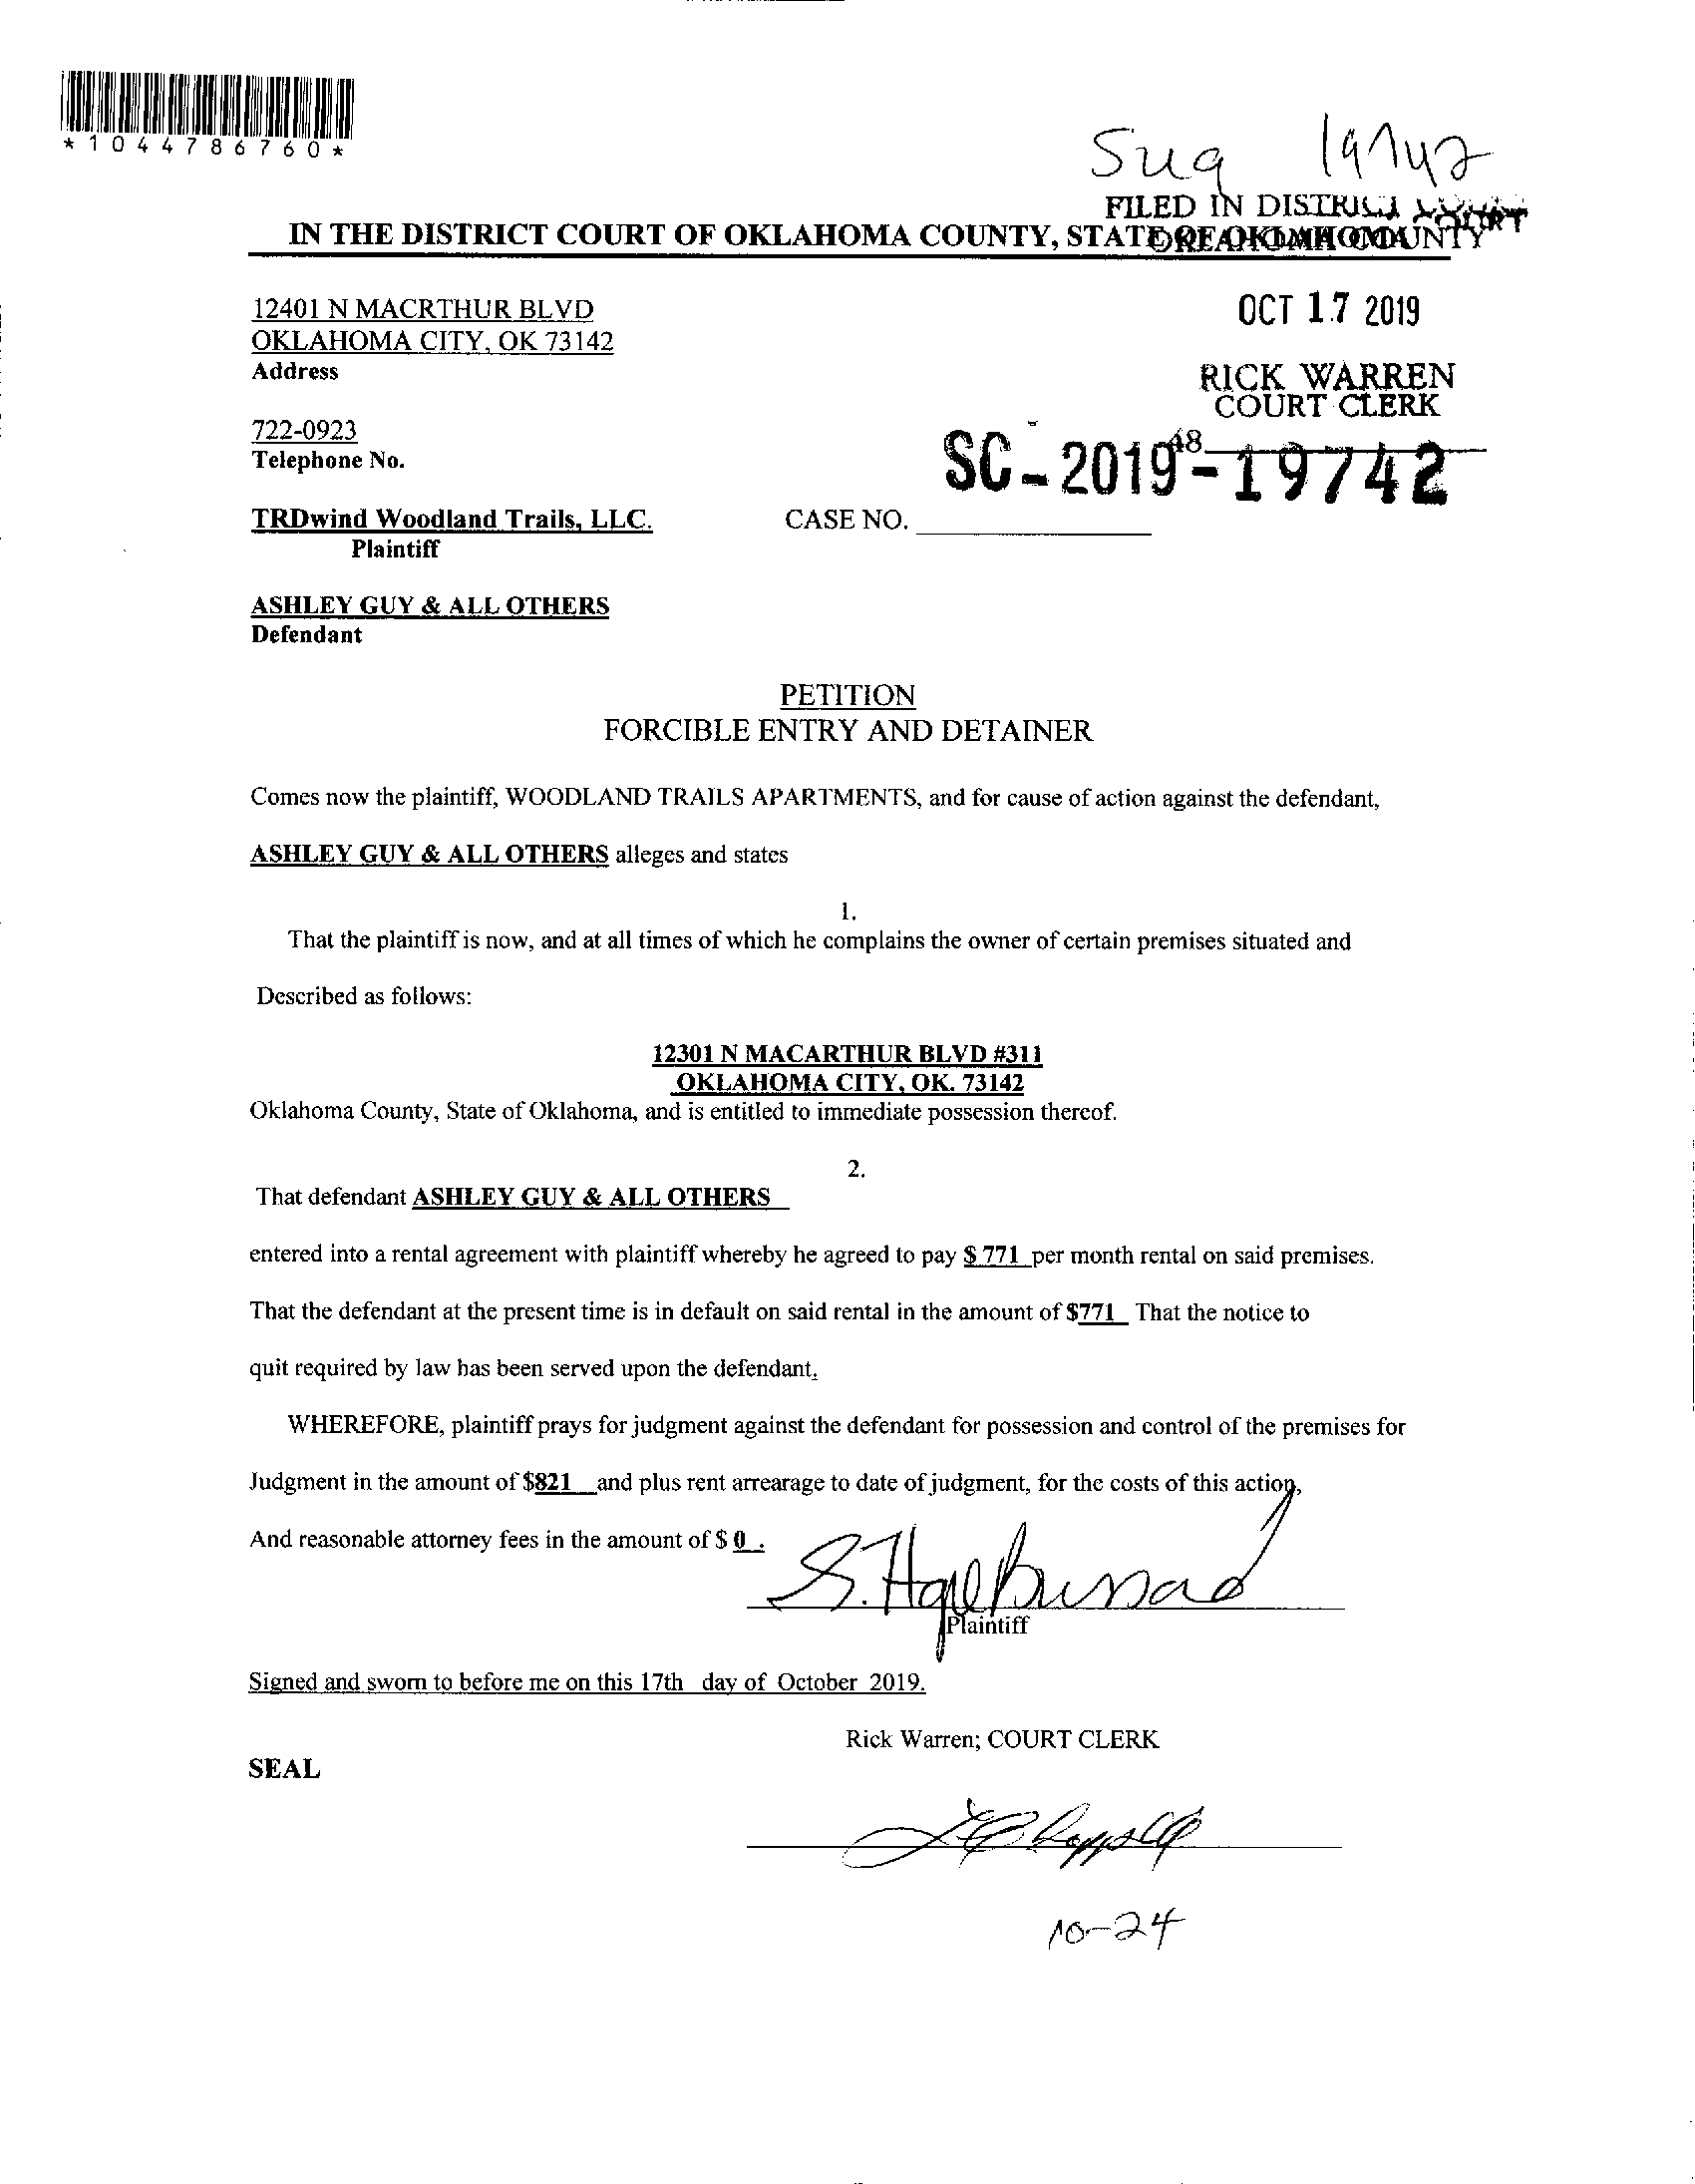 *1044786760*
19742
FILED IN DISTRICT COURT
IN THE DISTRICT COURT OF OKLAHOMA COUNTY, STATE OF OKLAHOMA
OKLAHOMA COUNTY
12401 N MACRTHUR BLVD
OKLAHOMA CITY, OK 73142
Address
OCT 17 2019
RICK WARREN
COURT CLERK
722-0923
Telephone No.
48
SC-2019-19742
TRDwind Woodland Trails, LLC.
CASE NO.
Plaintiff
ASHLEY GUY & ALL OTHERS
Defendant
PETITION
FORCIBLE ENTRY AND DETAINER
Comes now the plaintiff, WOODLAND TRAILS APARTMENTS, and for cause of action against the defendant,
ASHLEY GUY & ALL OTHERS alleges and states
1.
That the plaintiff is now, and at all times of which he complains the owner of certain premises situated and
Described as follows:
12301 N MACARTHUR BLVD #311
OKLAHOMA CITY, OK. 73142
Oklahoma County, State of Oklahoma, and is entitled to immediate possession thereof.
2.
That defendant ASHLEY GUY & ALL OTHERS
entered into a rental agreement with plaintiff whereby he agreed to pay $ 771 per month rental on said premises.
That the defendant at the present time is in default on said rental in the amount of $771 That the notice to
quit required by law has been served upon the defendant.
WHEREFORE, plaintiff prays for judgment against the defendant for possession and control of the premises for
Judgment in the amount of $821 and plus rent arrearage to date of judgment, for the costs of this action,
And reasonable attorney fees in the amount of $ 0 .
Plaintiff
Signed and sworn to before me on this 17th day of October 2019.
Rick Warren; COURT CLERK
SEAL
10-24